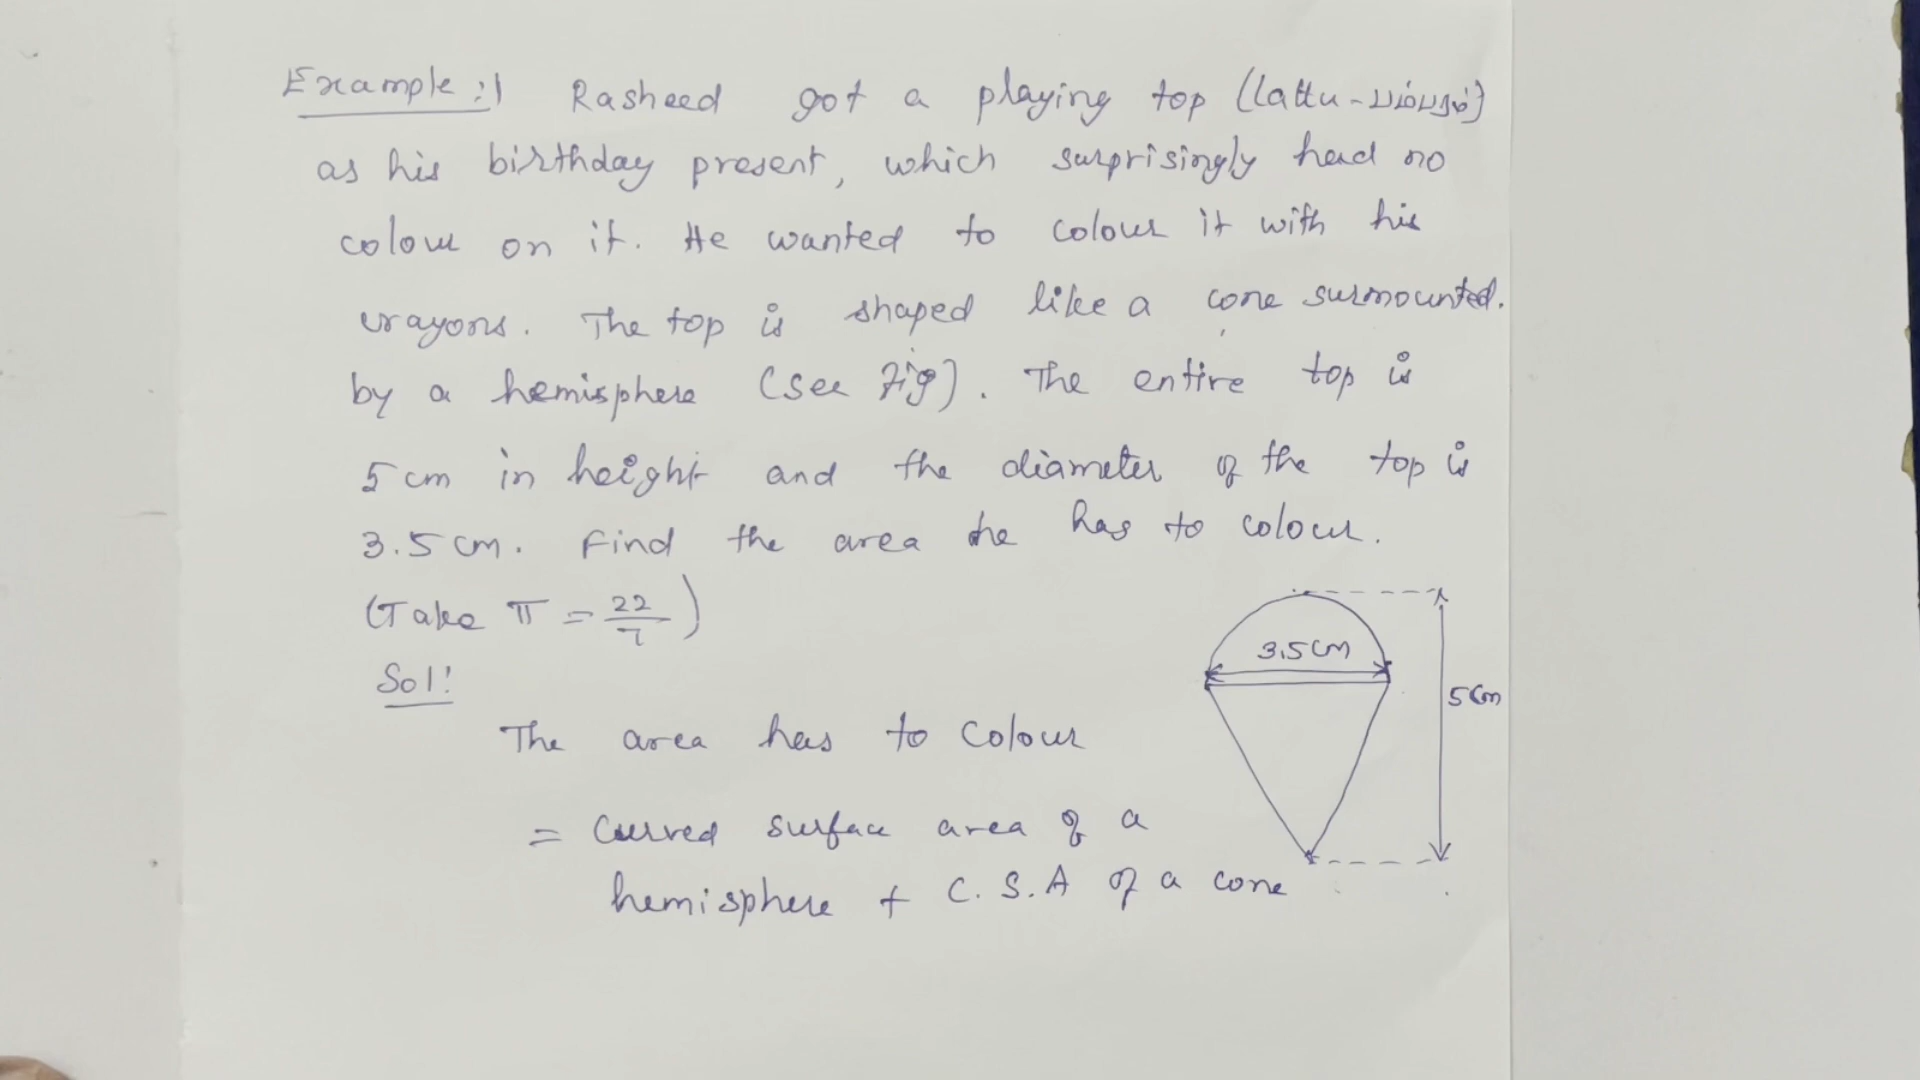 Example:1 Rasheed got a playing top (lattu - பம்பரம்)
as his birthday present, which surprisingly had no
colour on it. He wanted to colour it with his
crayons. The top is shaped like a cone surmounted.
by a hemisphere (see Fig). The entire top is
5 cm in height and the diameter of the top is
3.5 cm. Find the area he has to colour.
(Take π = 22/7)
Sol:
The area has to colour
= Curved surface area of a
hemisphere + C.S.A of a cone
3.5cm
5cm